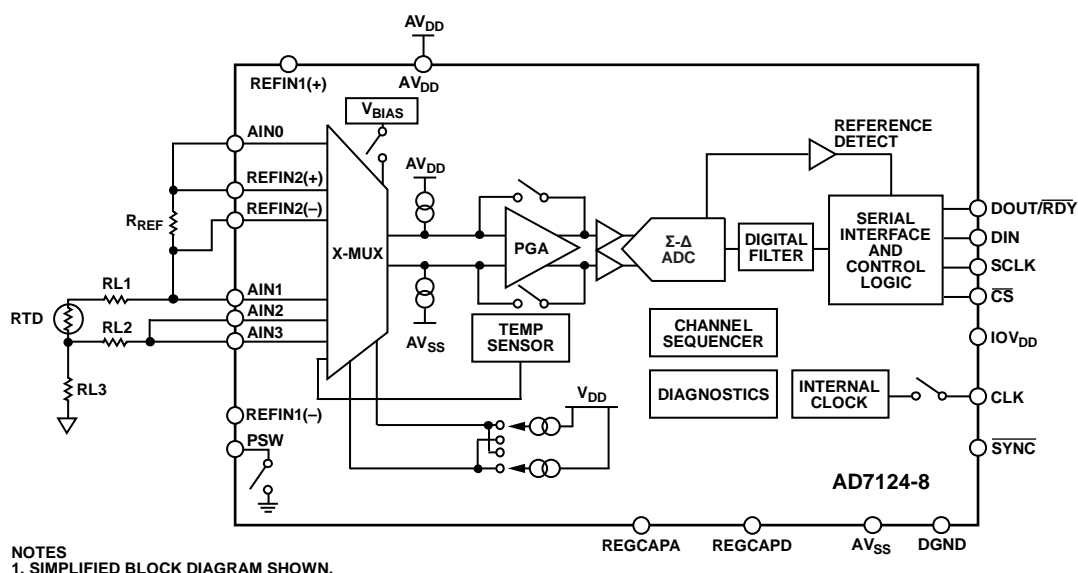 AVDD
REFIN1(+)
AVDD
VBIAS
AIN0
REFERENCE
DETECT
AVDD
REFIN2(+)
REFIN2(–)
RREF
X-MUX
PGA
Σ-Δ
ADC
DIGITAL
FILTER
SERIAL
INTERFACE
AND
CONTROL
LOGIC
DOUT/RDY
DIN
SCLK
CS
RL1
AIN1
RTD
RL2
AIN2
AIN3
AVSS
TEMP
SENSOR
CHANNEL
SEQUENCER
IOVDD
RL3
VDD
DIAGNOSTICS
INTERNAL
CLOCK
CLK
REFIN1(–)
PSW
SYNC
AD7124-8
REGCAPA
REGCAPD
AVSS
DGND
NOTES
1. SIMPLIFIED BLOCK DIAGRAM SHOWN.